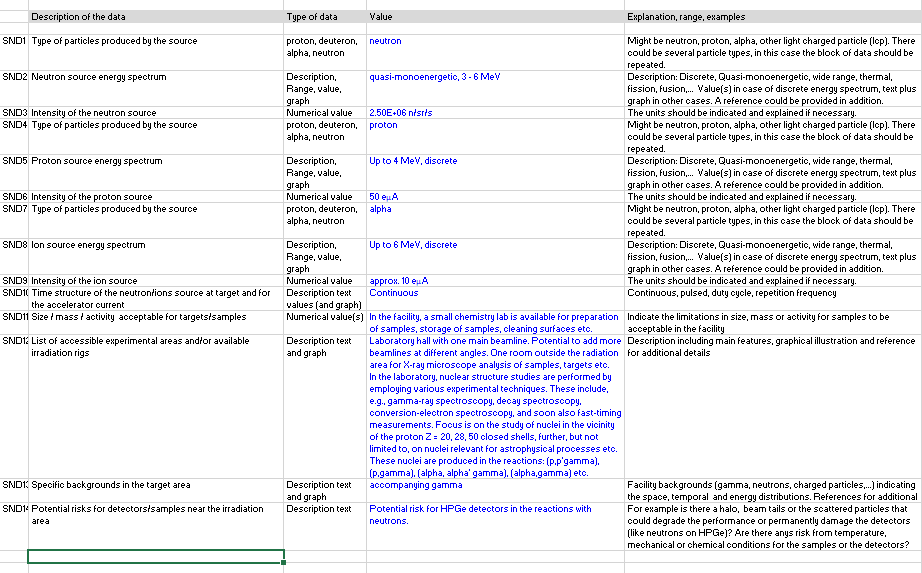 Description of the data Type of data Value Explanation, range, examples
SND1 Type of particles produced by the source proton, deuteron, neutron Might be neutron, proton, alpha, other light charged particle (lcp). There
alpha, neutron could be several particle types, in this case the block of data should be
repeated.
SND2 Neutron source energy spectrum Description, quasi-monoenergetic, 3 - 6 MeV Description: Discrete, Quasi-monoenergetic, wide range, thermal,
Range, value, fission, fusion,... Value(s) in case of discrete energy spectrum, text plus
graph graph in other cases. A reference could be provided in addition.
SND3 Intensity of the neutron source Numerical value 2.50E+06 n/sr/s The units should be indicated and explained if necessary.
SND4 Type of particles produced by the source proton, deuteron, proton Might be neutron, proton, alpha, other light charged particle (lcp). There
alpha, neutron could be several particle types, in this case the block of data should be
repeated.
SND5 Proton source energy spectrum Description, Up to 4 MeV, discrete Description: Discrete, Quasi-monoenergetic, wide range, thermal,
Range, value, fission, fusion,... Value(s) in case of discrete energy spectrum, text plus
graph graph in other cases. A reference could be provided in addition.
SND6 Intensity of the proton source Numerical value 50 eμA The units should be indicated and explained if necessary.
SND7 Type of particles produced by the source proton, deuteron, alpha Might be neutron, proton, alpha, other light charged particle (lcp). There
alpha, neutron could be several particle types, in this case the block of data should be
repeated.
SND8 Ion source energy spectrum Description, Up to 6 MeV, discrete Description: Discrete, Quasi-monoenergetic, wide range, thermal,
Range, value, fission, fusion,... Value(s) in case of discrete energy spectrum, text plus
graph graph in other cases. A reference could be provided in addition.
SND9 Intensity of the ion source Numerical value approx. 10 eμA The units should be indicated and explained if necessary.
SND10 Time structure of the neutron/ions source at target and for Description text Continuous Continuous, pulsed, duty cycle, repetition frequency
the accelerator current values (and graph)
SND11 Size / mass / activity acceptable for targets/samples Numerical value(s) In the facility, a small chemistry lab is available for preparation Indicate the limitations in size, mass or activity for samples to be
of samples, storage of samples, cleaning surfaces etc. acceptable in the facility
SND12 List of accessible experimental areas and/or available Description text Laboratory hall with one main beamline. Potential to add more Description including main features, graphical illustration and reference
irradiation rigs and graph beamlines at different angles. One room outside the radiation for additional details
area for X-ray microscope analysis of samples, targets etc.
In the laboratory, nuclear structure studies are performed by
employing various experimental techniques. These include,
e.g., gamma-ray spectroscopy, decay spectroscopy,
conversion-electron spectroscopy, and soon also fast-timing
measurements. Focus is on the study of nuclei in the vicinity
of the proton Z = 20, 28, 50 closed shells, further, but not
limited to, on nuclei relevant for astrophysical processes etc.
These nuclei are produced in the reactions: (p,p'gamma),
(p,gamma), (alpha, alpha' gamma), (alpha,gamma) etc.
SND13 Specific backgrounds in the target area Description text accompanying gamma Facility backgrounds (gamma, neutrons, charged particles,...) indicating
and graph the space, temporal and energy distributions. References for additional
SND14 Potential risks for detectors/samples near the irradiation Description text Potential risk for HPGe detectors in the reactions with For example is there a halo, beam tails or the scattered particles that
area neutrons. could degrade the performance or permanently damage the detectors
(like neutrons on HPGe)? Are there anys risk from temperature,
mechanical or chemical conditions for the samples or the detectors?